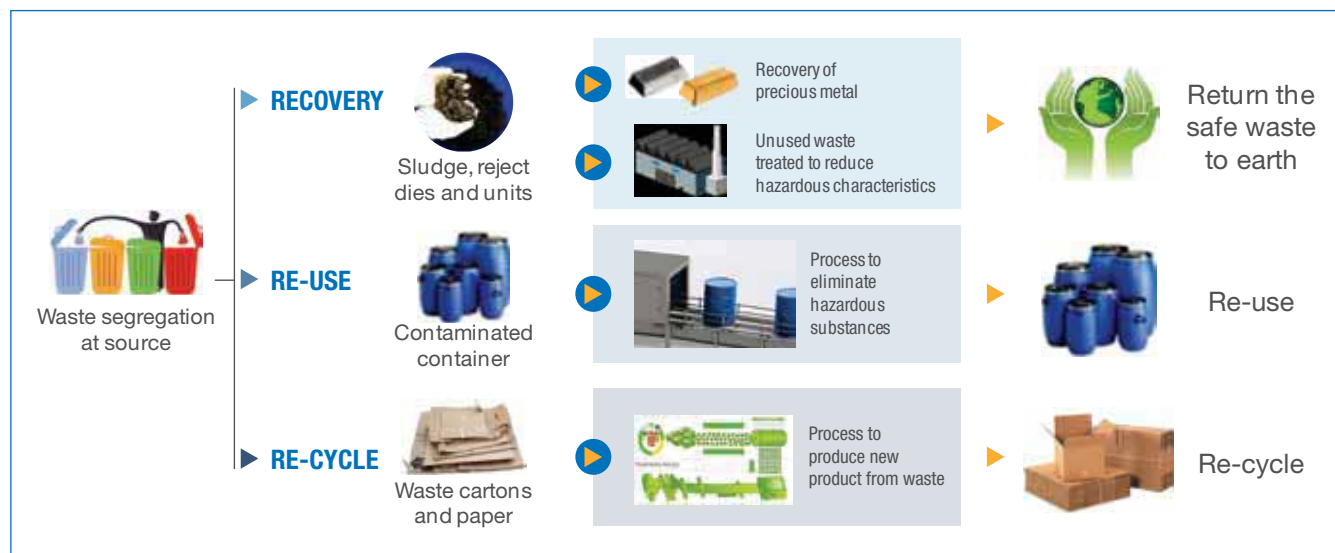 Waste segregation
at source
RECOVERY
Sludge, reject
dies and units
Recovery of
precious metal
Unused waste
treated to reduce
hazardous characteristics
Return the
safe waste
to earth
RE-USE
Contaminated
container
Process to
eliminate
hazardous
substances
Re-use
RE-CYCLE
Waste cartons
and paper
Process to
produce new
product from waste
Re-cycle